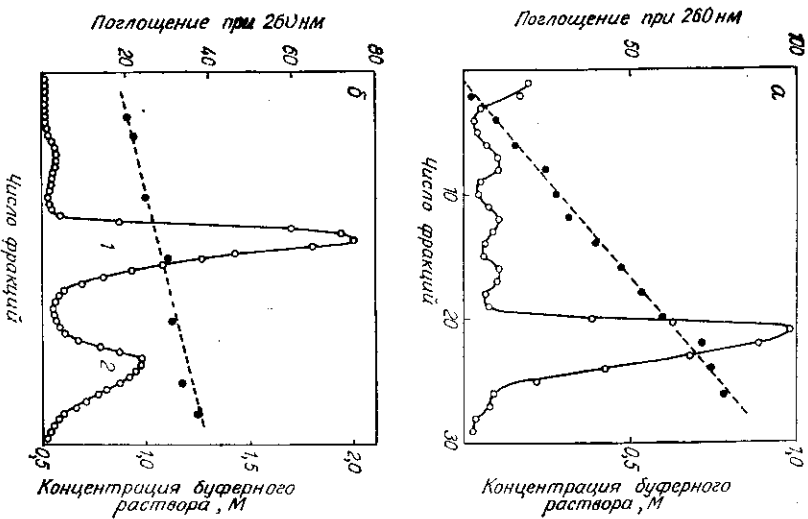 Поглощение при 260 нм
20
40
60
80
б
1
2
Число фракций
0,5
1,0
1,5
2,0
Концентрация буферного
раствора, М
Поглощение при 260 нм
50
100
а
10
20
30
Число фракций
0,5
1,0
Концентрация буферного
раствора, М